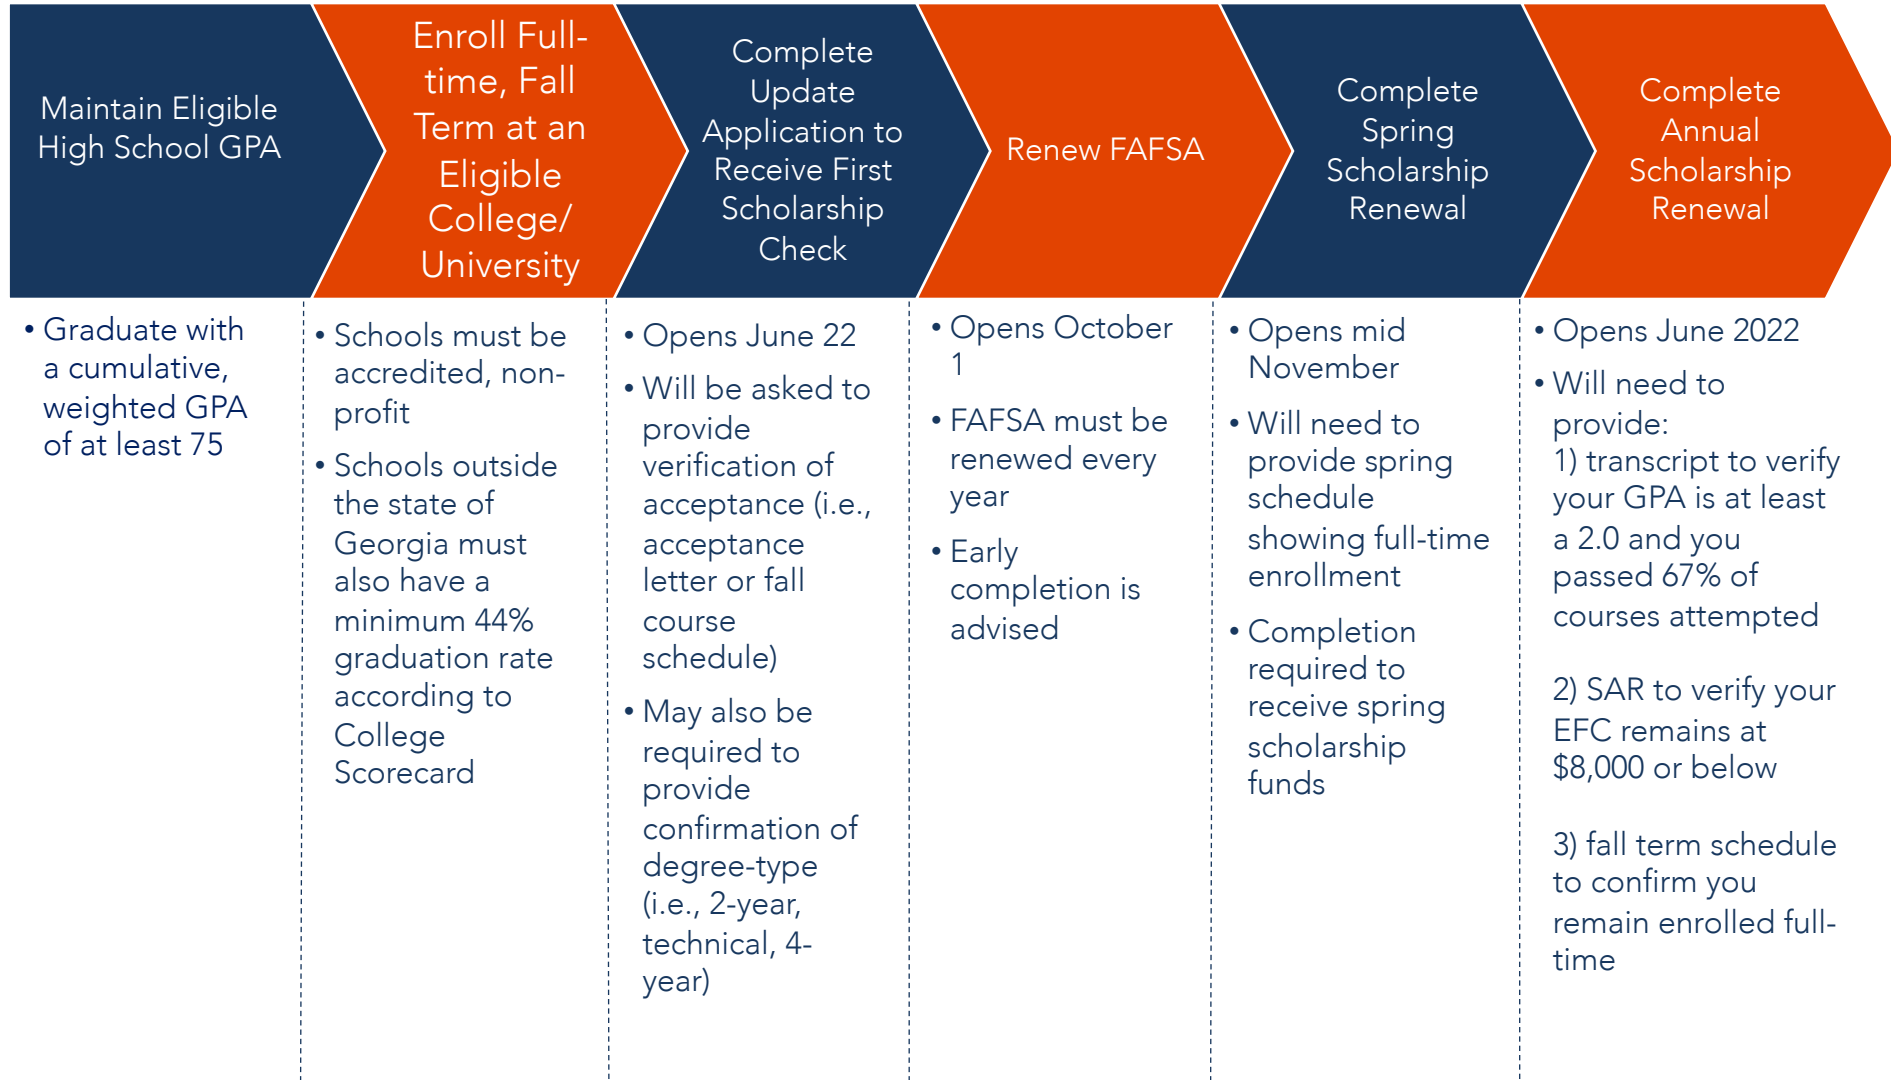 Maintain Eligible
High School GPA
Enroll Full-
time, Fall
Term at an
Eligible
College/
University
Complete
Update
Application to
Receive First
Scholarship
Check
Renew FAFSA
Complete
Spring
Scholarship
Renewal
Complete
Annual
Scholarship
Renewal
• Graduate with
a cumulative,
weighted GPA
of at least 75
• Schools must be
accredited, non-
profit
• Schools outside
the state of
Georgia must
also have a
minimum 44%
graduation rate
according to
College
Scorecard
• Opens June 22
• Will be asked to
provide
verification of
acceptance (i.e.,
acceptance
letter or fall
course
schedule)
• May also be
required to
provide
confirmation of
degree-type
(i.e., 2-year,
technical, 4-
year)
• Opens October
1
• FAFSA must be
renewed every
year
• Early
completion is
advised
• Opens mid
November
• Will need to
provide spring
schedule
showing full-time
enrollment
• Completion
required to
receive spring
scholarship
funds
• Opens June 2022
• Will need to
provide:
1) transcript to verify
your GPA is at least
a 2.0 and you
passed 67% of
courses attempted
2) SAR to verify your
EFC remains at
$8,000 or below
3) fall term schedule
to confirm you
remain enrolled full-
time